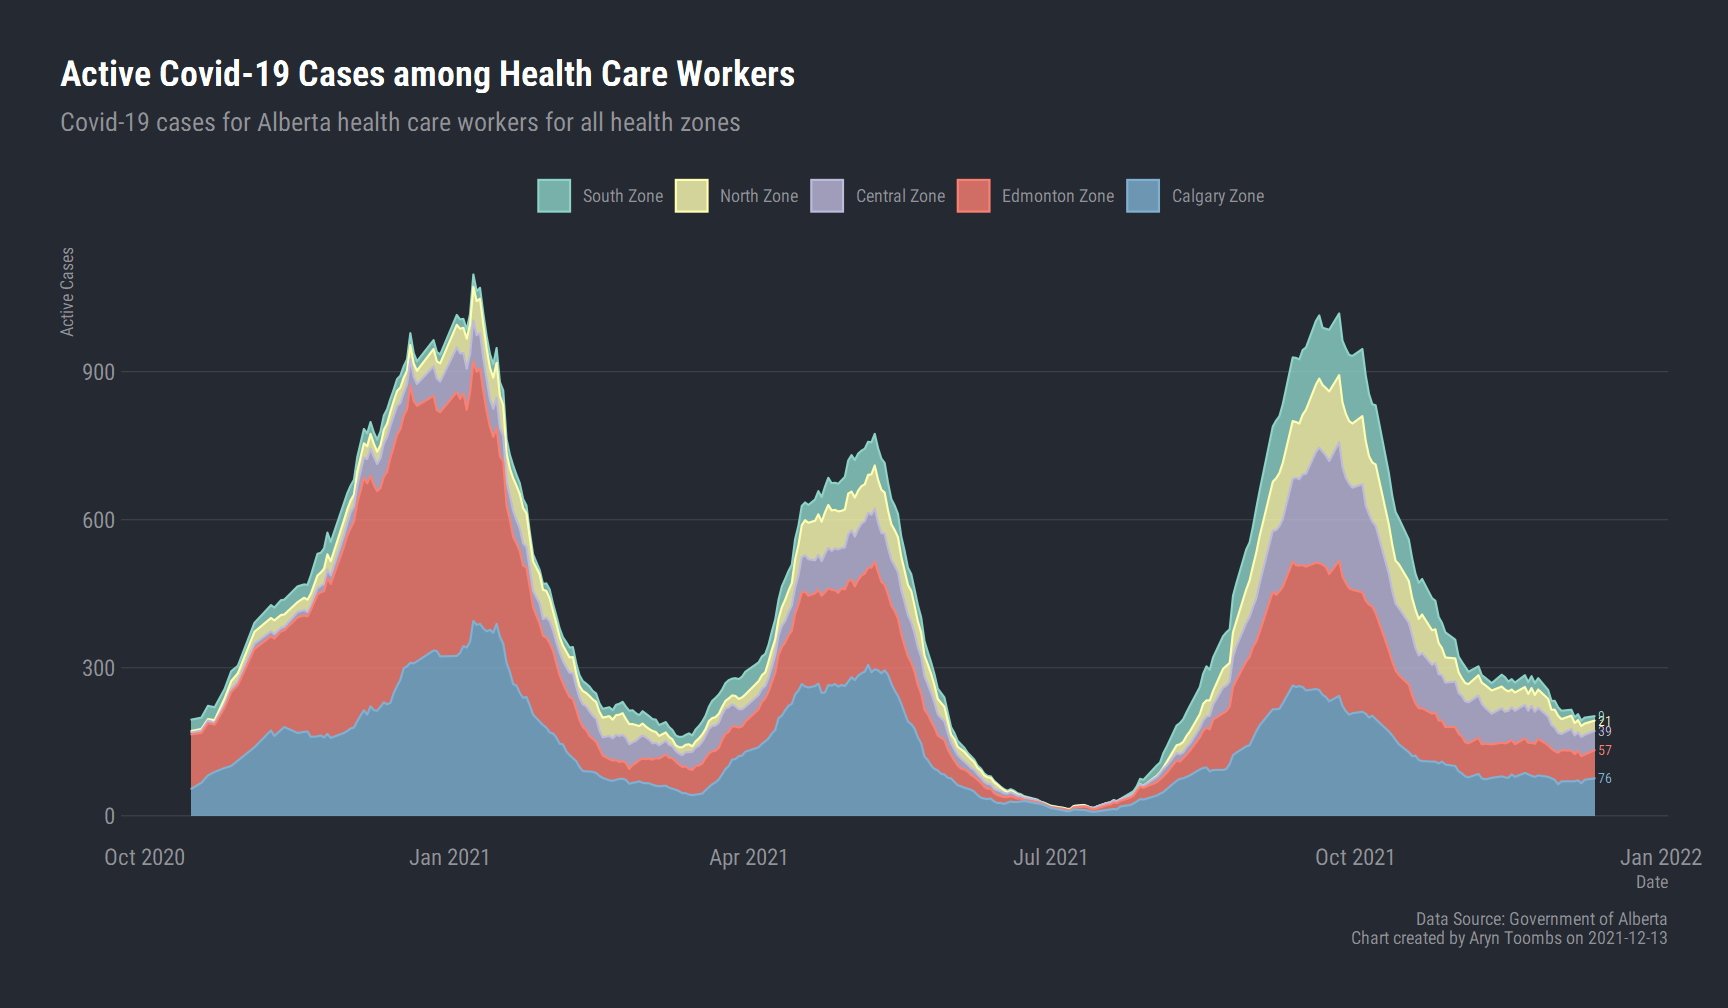 Active Covid-19 Cases among Health Care Workers
Covid-19 cases for Alberta health care workers for all health zones
South Zone North Zone Central Zone Edmonton Zone Calgary Zone
Active Cases
900
600
300
0
9
21
39
57
76
Oct 2020 Jan 2021 Apr 2021 Jul 2021 Oct 2021 Jan 2022
Date
Data Source: Government of Alberta
Chart created by Aryn Toombs on 2021-12-13